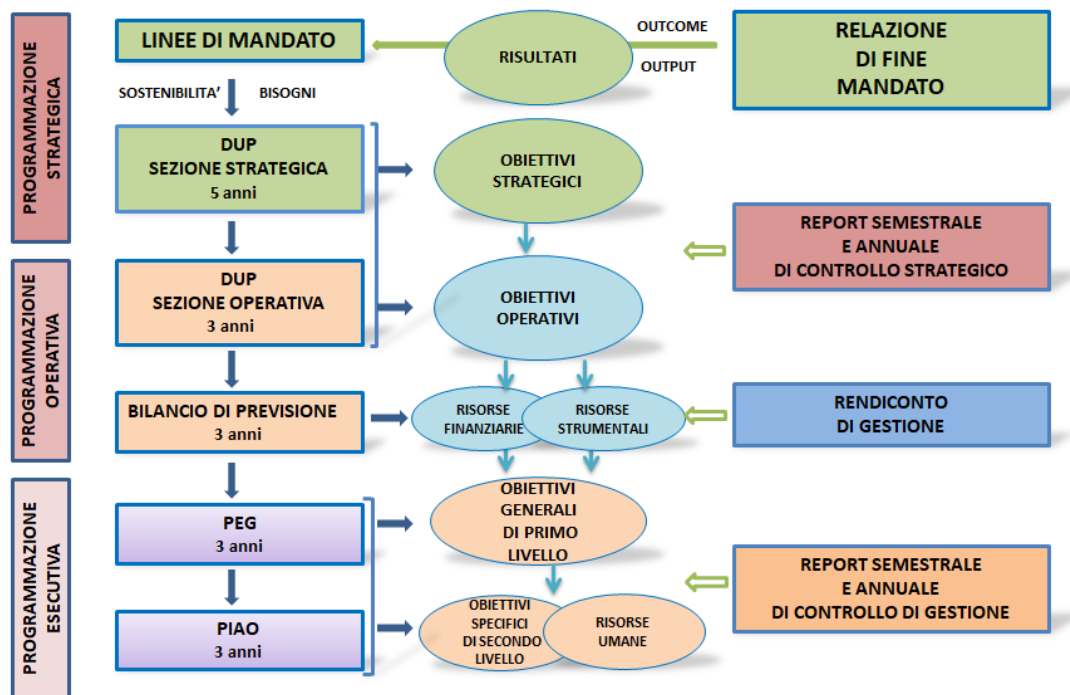 PROGRAMMAZIONE
STRATEGICA
LINEE DI MANDATO
RISULTATI
OUTCOME
OUTPUT
RELAZIONE
DI FINE
MANDATO
SOSTENIBILITA’ BISOGNI
DUP
SEZIONE STRATEGICA
5 anni
OBIETTIVI
STRATEGICI
REPORT SEMESTRALE
E ANNUALE
DI CONTROLLO STRATEGICO
PROGRAMMAZIONE
OPERATIVA
DUP
SEZIONE OPERATIVA
3 anni
OBIETTIVI
OPERATIVI
BILANCIO DI PREVISIONE
3 anni
RISORSE
FINANZIARIE
RISORSE
STRUMENTALI
RENDICONTO
DI GESTIONE
PROGRAMMAZIONE
ESECUTIVA
PEG
3 anni
OBIETTIVI
GENERALI
DI PRIMO
LIVELLO
REPORT SEMESTRALE
E ANNUALE
DI CONTROLLO DI GESTIONE
PIAO
3 anni
OBIETTIVI
SPECIFICI
DI SECONDO
LIVELLO
RISORSE
UMANE